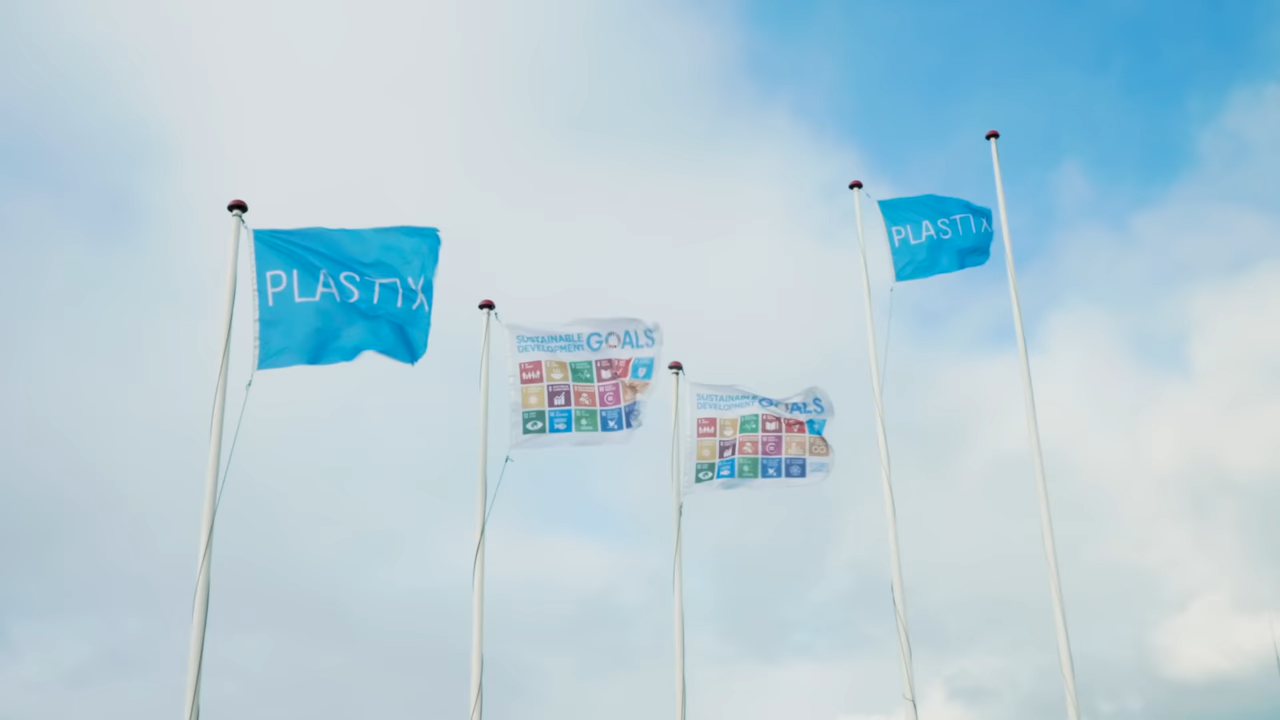 PLASTIX
SUSTAINABLE
DEVELOPMENT GOALS
SUSTAINABLE
DEVELOPMENT GOALS
PLASTIX